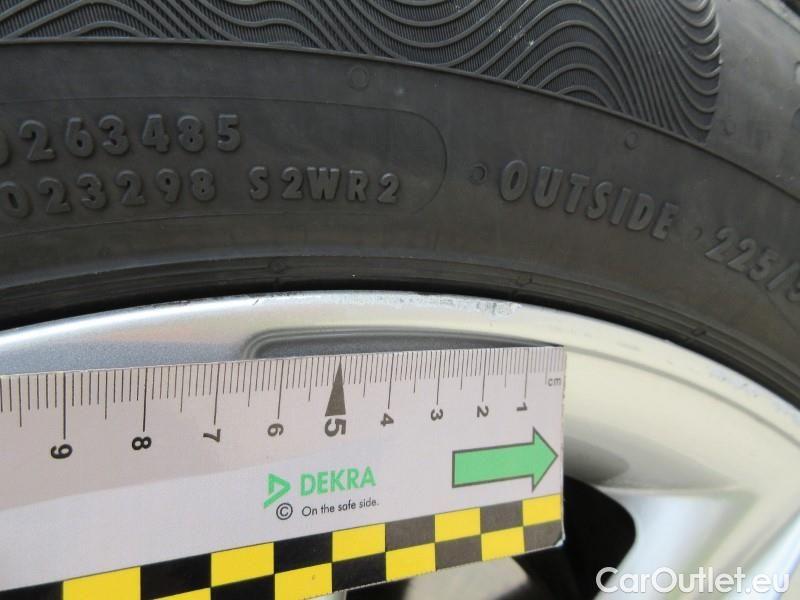 0263485
023298 S2WR2
OUTSIDE 225/5
cm
9 8 7 6 5 4 3 2 1
DEKRA
© On the safe side.
CarOutlet.eu